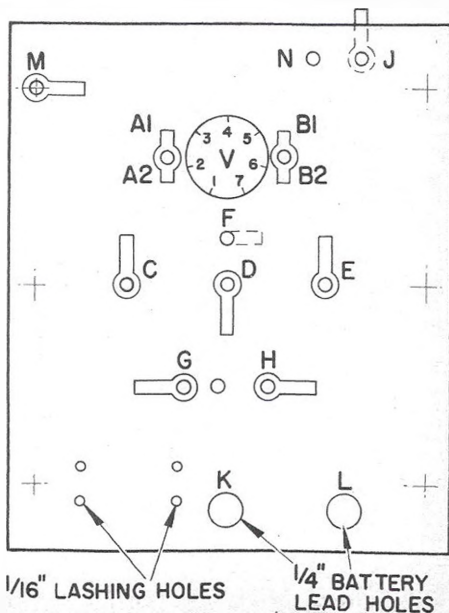 M
N
J
A1
B1
3 4 5
2 V 6
1 7
A2
B2
F
C
D
E
G
H
K
L
1/16" LASHING HOLES
1/4" BATTERY
LEAD HOLES